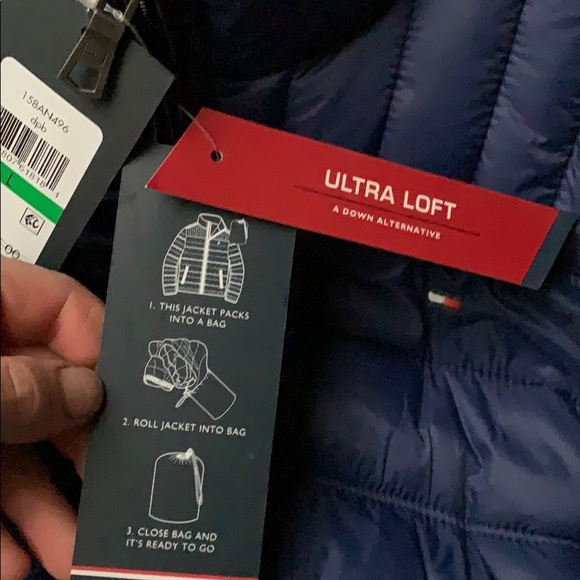 158AN496
dpb
L
ULTRA LOFT
A DOWN ALTERNATIVE
1. THIS JACKET PACKS
INTO A BAG
2. ROLL JACKET INTO BAG
3. CLOSE BAG AND
IT'S READY TO GO